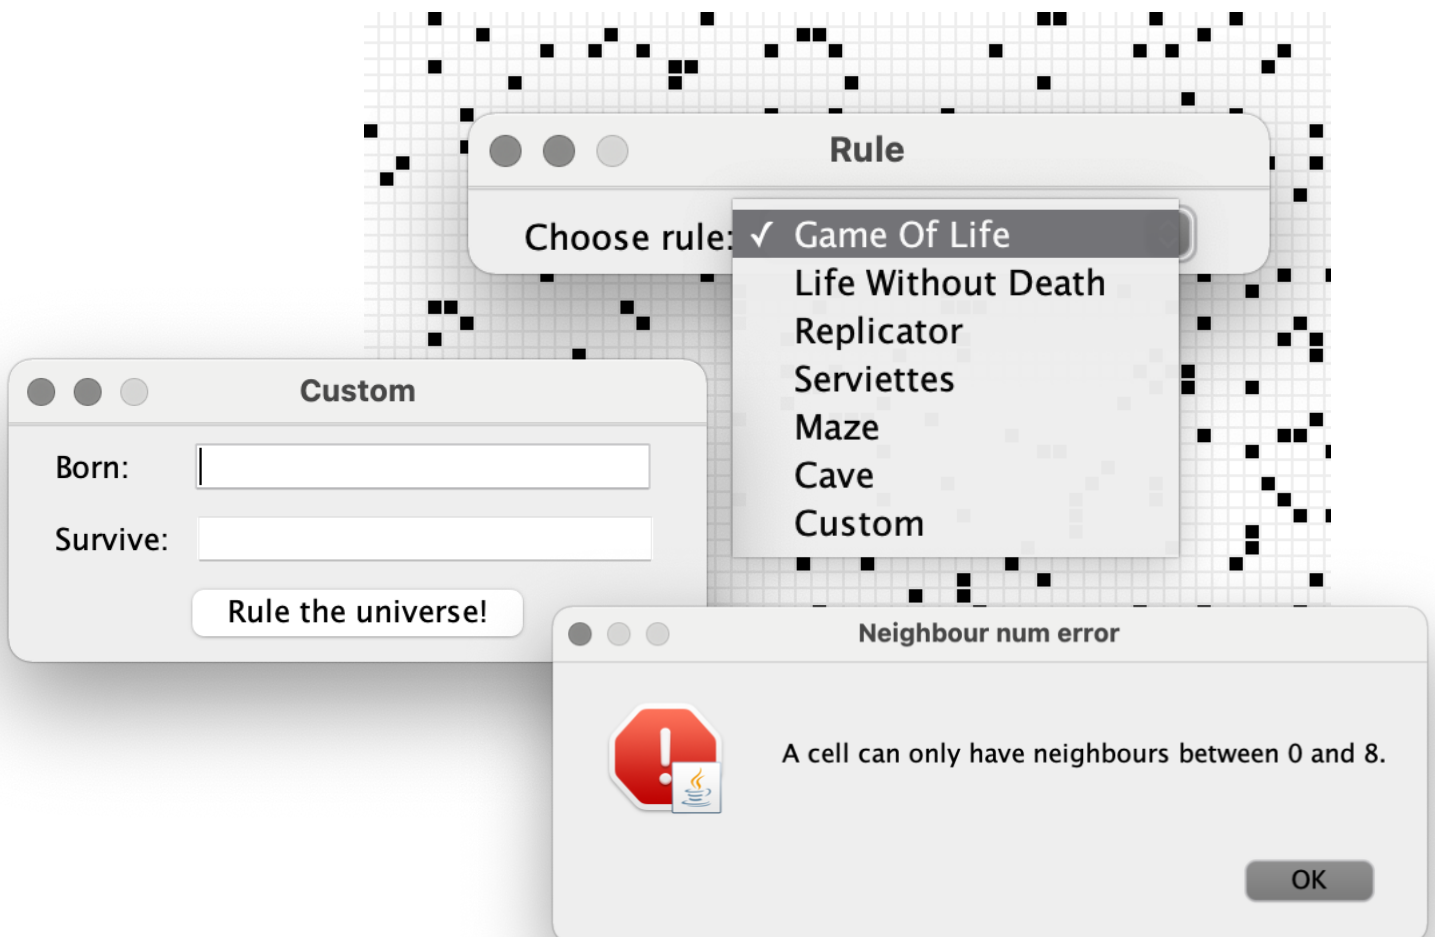 Rule
Choose rule:
✓ Game Of Life
Life Without Death
Replicator
Serviettes
Maze
Cave
Custom
Custom
Born:
Survive:
Rule the universe!
Neighbour num error
A cell can only have neighbours between 0 and 8.
OK